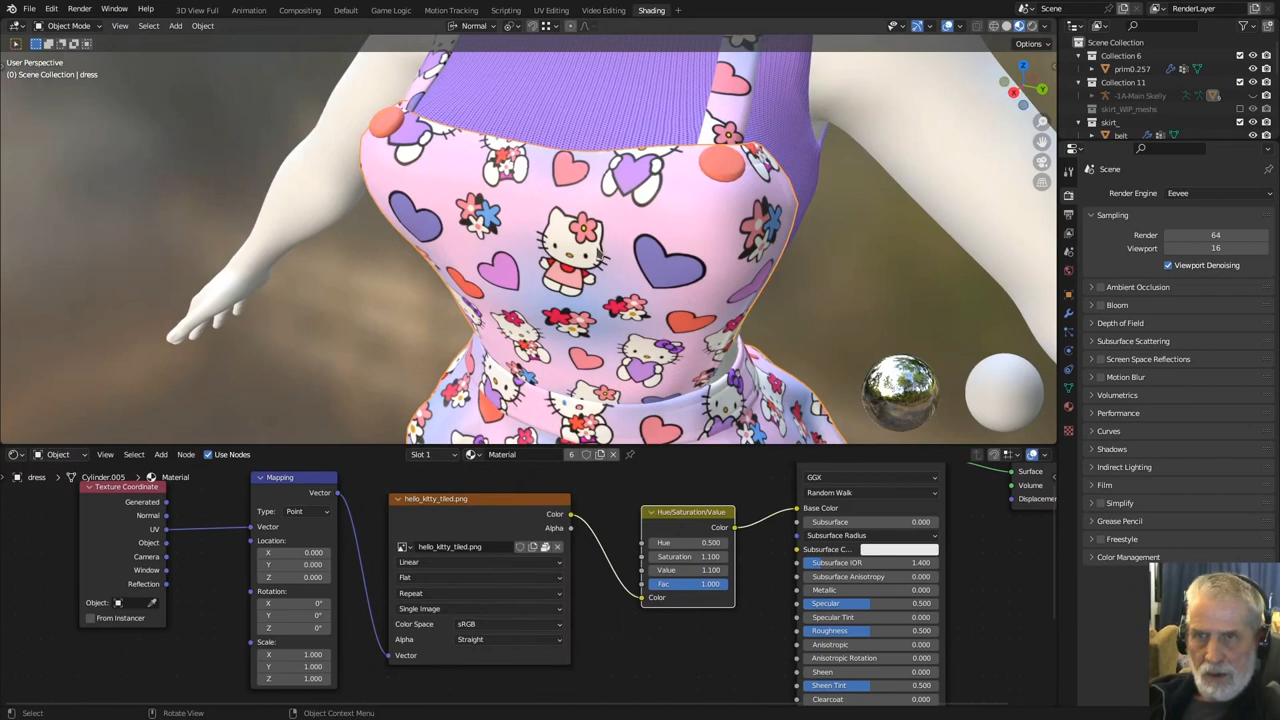 File Edit Render Window Help 3D View Full Animation Compositing Default Game Logic Motion Tracking Scripting UV Editing Shading + Scene RenderLayer
Object Mode View Select Add Object Normal
Options
User Perspective
(0) Scene Collection | dress
Scene Collection
Collection 6
prim0.257
Collection 11
-1A-Main Skelly
skirt_WIP_meshs
skirt_
belt
Scene
Render Engine Eevee
Sampling
Render 64
Viewport 16
Viewport Denoising
Ambient Occlusion
Bloom
Depth of Field
Subsurface Scattering
Screen Space Reflections
Motion Blur
Volumetrics
Performance
Curves
Shadows
Indirect Lighting
Film
Simplify
Grease Pencil
Freestyle
Color Management
Object View Select Add Node Use Nodes Slot 1 Material 6
dress Cylinder.005 Material
Texture Coordinate
Generated
Normal
UV
Object
Camera
Window
Reflection
Object:
From Instancer
Mapping
Vector
Type: Point
Vector
Location:
X 0.000
Y 0.000
Z 0.000
Rotation:
X 0°
Y 0°
Z 0°
Scale:
X 1.000
Y 1.000
Z 1.000
hello_kitty_tiled.png
Color
Alpha
hello_kitty_tiled.png
Linear
Flat
Repeat
Single Image
Color Space sRGB
Alpha Straight
Vector
Hue/Saturation/Value
Color
Hue 0.500
Saturation 1.100
Value 1.100
Fac 1.000
Color
GGX
Random Walk
Base Color
Subsurface 0.000
Subsurface Radius
Subsurface C...
Subsurface IOR 1.400
Subsurface Anisotropy 0.000
Metallic 0.000
Specular 0.500
Specular Tint 0.000
Roughness 0.500
Anisotropic 0.000
Anisotropic Rotation 0.000
Sheen 0.000
Sheen Tint 0.500
Clearcoat 0.000
Surface
Volume
Displacemen
Select Rotate View Object Context Menu